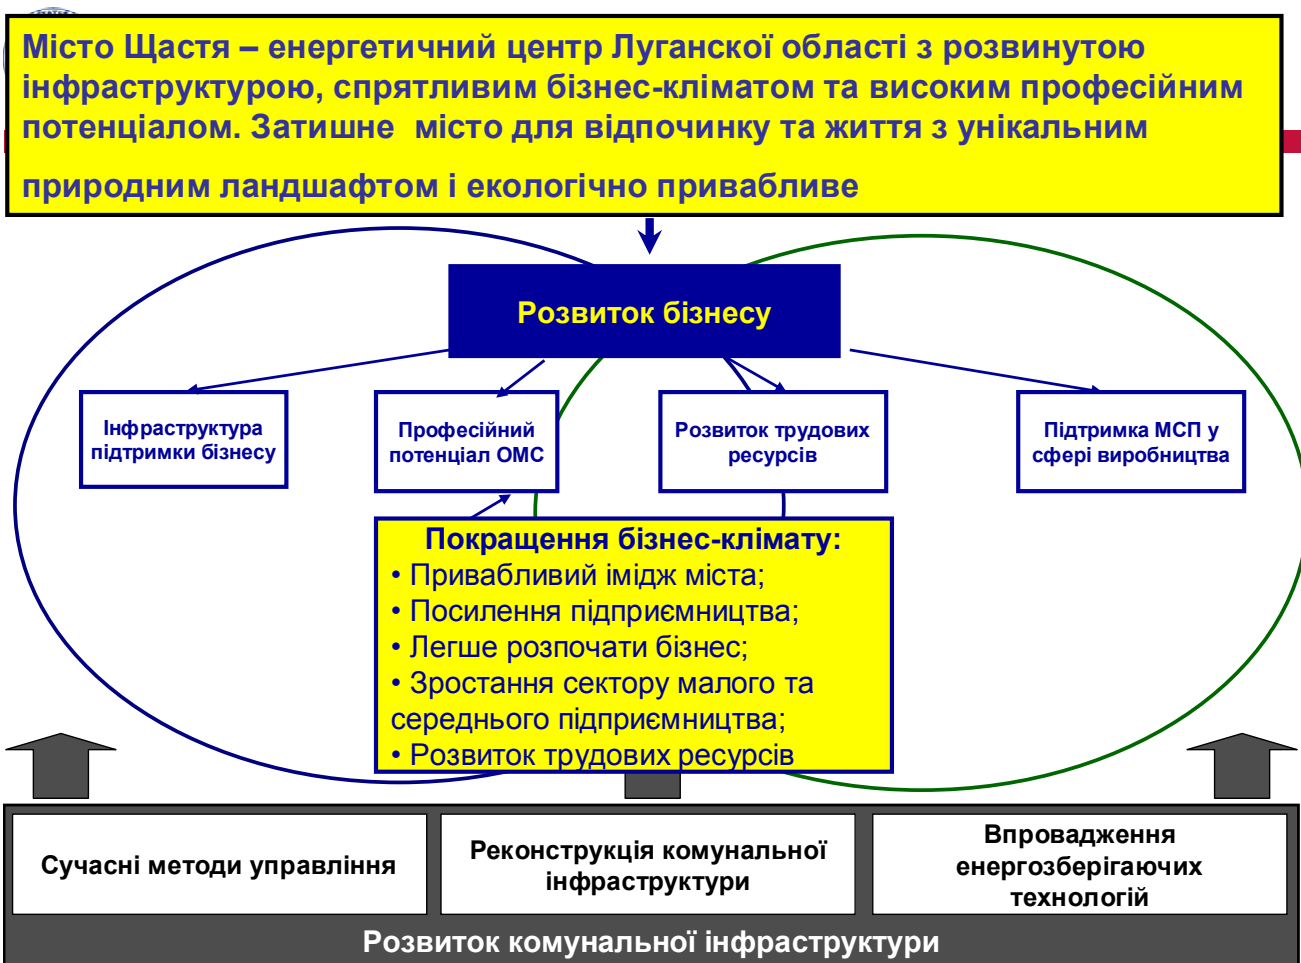 Місто Щастя – енергетичний центр Луганскої області з розвинутою
інфраструктурою, спрятливим бізнес-кліматом та високим професійним
потенціалом. Затишне місто для відпочинку та життя з унікальним
природним ландшафтом і екологічно привабливе
Розвиток бізнесу
Інфраструктура
підтримки бізнесу
Професійний
потенціал ОМС
Розвиток трудових
ресурсів
Підтримка МСП у
сфері виробництва
Покращення бізнес-клімату:
• Привабливий імідж міста;
• Посилення підприємництва;
• Легше розпочати бізнес;
• Зростання сектору малого та
середнього підприємництва;
• Розвиток трудових ресурсів
Сучасні методи управління
Реконструкція комунальної
інфраструктури
Впровадження
енергозберігаючих
технологій
Розвиток комунальної інфраструктури